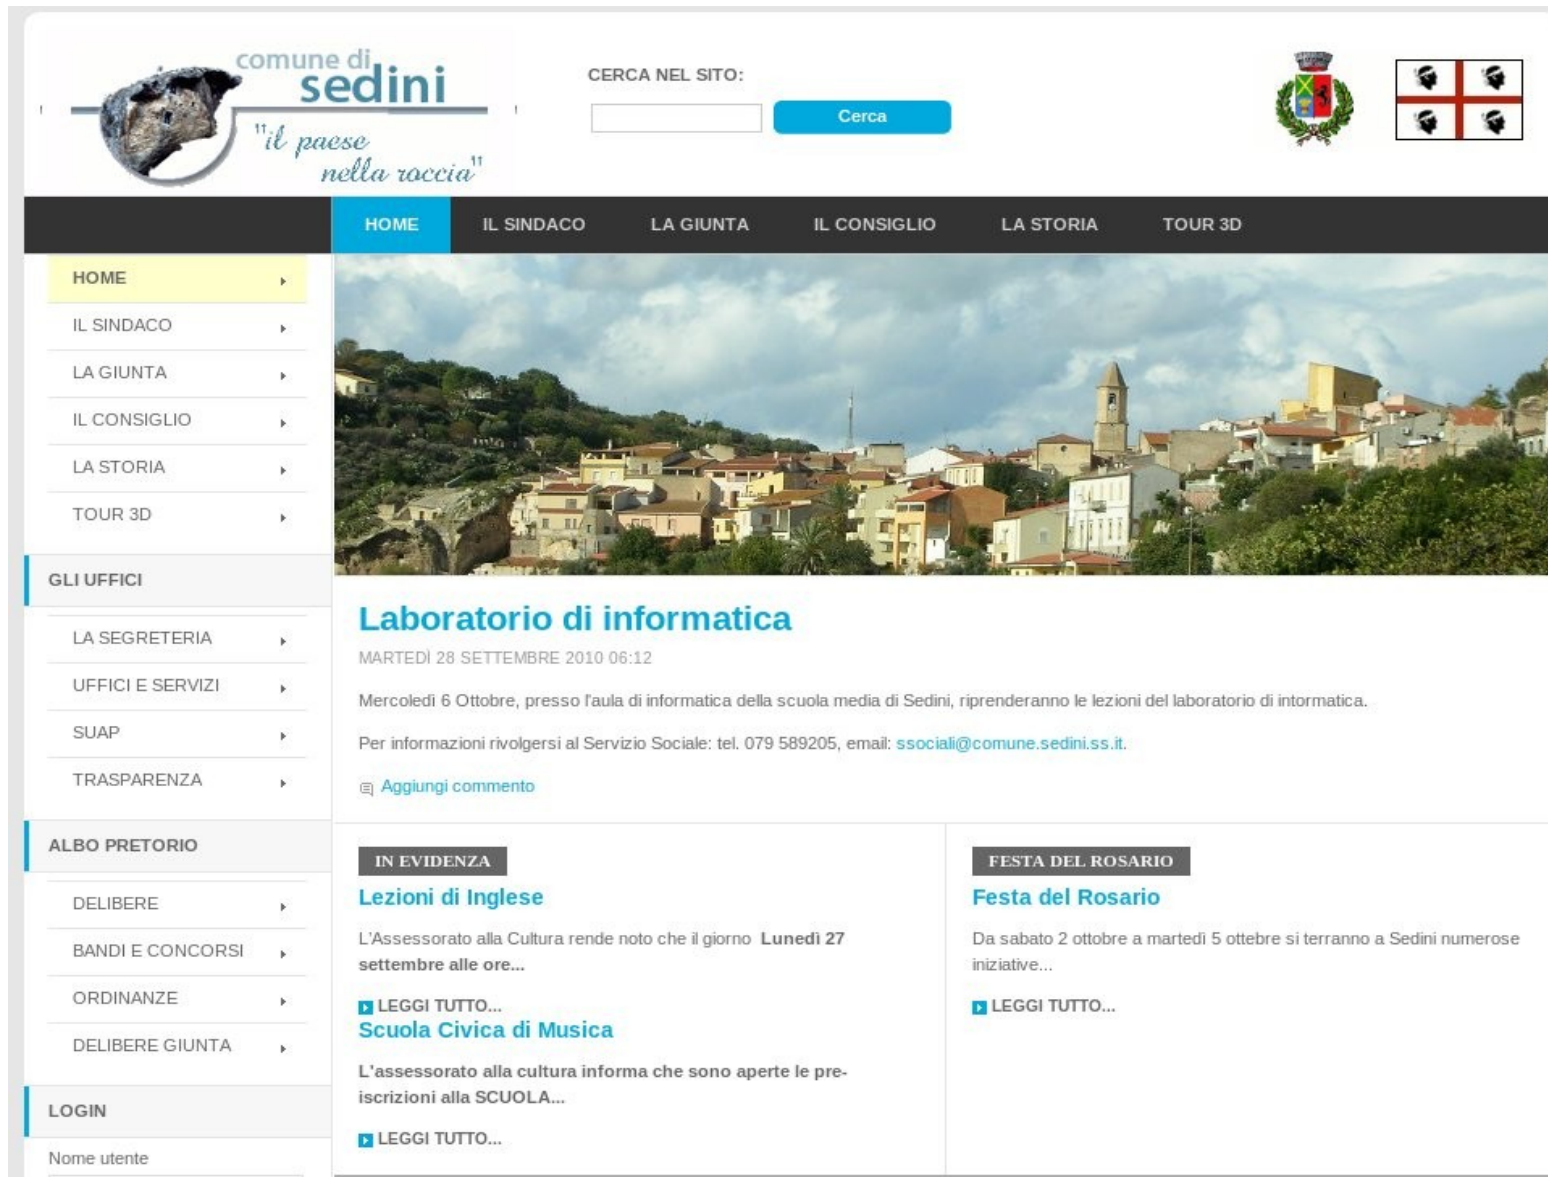 comune di
sedini
"il paese
nella roccia"
CERCA NEL SITO:
Cerca
HOME IL SINDACO LA GIUNTA IL CONSIGLIO LA STORIA TOUR 3D
HOME
IL SINDACO
LA GIUNTA
IL CONSIGLIO
LA STORIA
TOUR 3D
GLI UFFICI
LA SEGRETERIA
UFFICI E SERVIZI
SUAP
TRASPARENZA
ALBO PRETORIO
DELIBERE
BANDI E CONCORSI
ORDINANZE
DELIBERE GIUNTA
LOGIN
Nome utente
Laboratorio di informatica
MARTEDÌ 28 SETTEMBRE 2010 06:12
Mercoledì 6 Ottobre, presso l'aula di informatica della scuola media di Sedini, riprenderanno le lezioni del laboratorio di intormatica.
Per informazioni rivolgersi al Servizio Sociale: tel. 079 589205, email: ssociali@comune.sedini.ss.it.
Aggiungi commento
IN EVIDENZA
Lezioni di Inglese
L'Assessorato alla Cultura rende noto che il giorno Lunedì 27
settembre alle ore...
LEGGI TUTTO...
Scuola Civica di Musica
L'assessorato alla cultura informa che sono aperte le pre-
iscrizioni alla SCUOLA...
LEGGI TUTTO...
FESTA DEL ROSARIO
Festa del Rosario
Da sabato 2 ottobre a martedì 5 ottebre si terranno a Sedini numerose
iniziative...
LEGGI TUTTO...